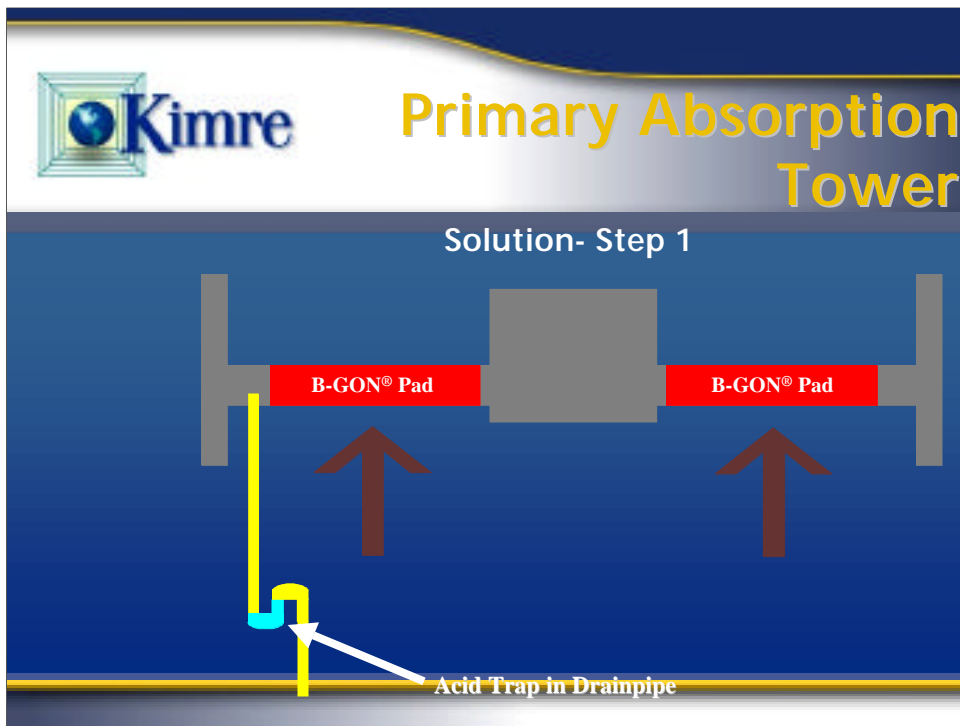 Kimre
Primary Absorption
Tower
Solution- Step 1
B-GON® Pad
B-GON® Pad
Acid Trap in Drainpipe